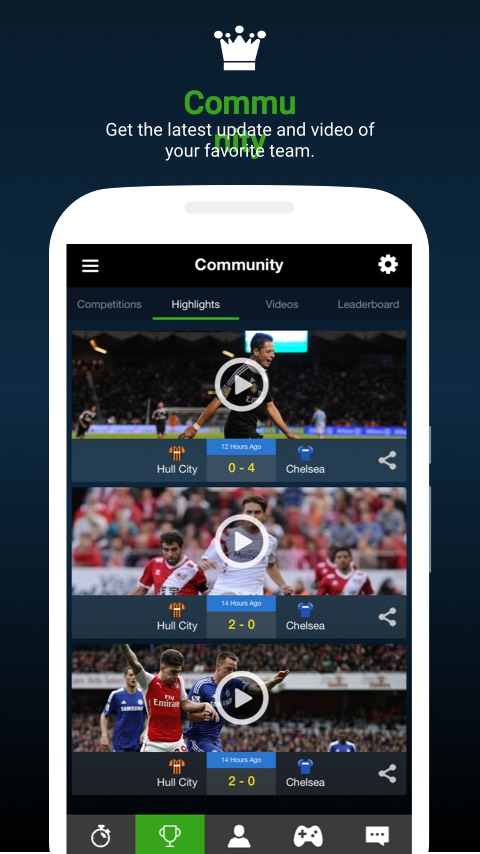 Commu
nity
Get the latest update and video of
your favorite team.
Community
Competitions Highlights Videos Leaderboard
12 Hours Ago
Hull City 0 - 4 Chelsea
14 Hours Ago
Hull City 2 - 0 Chelsea
SAMSUNG
Fly
Emirates
SAMSUNG
14 Hours Ago
Hull City 2 - 0 Chelsea